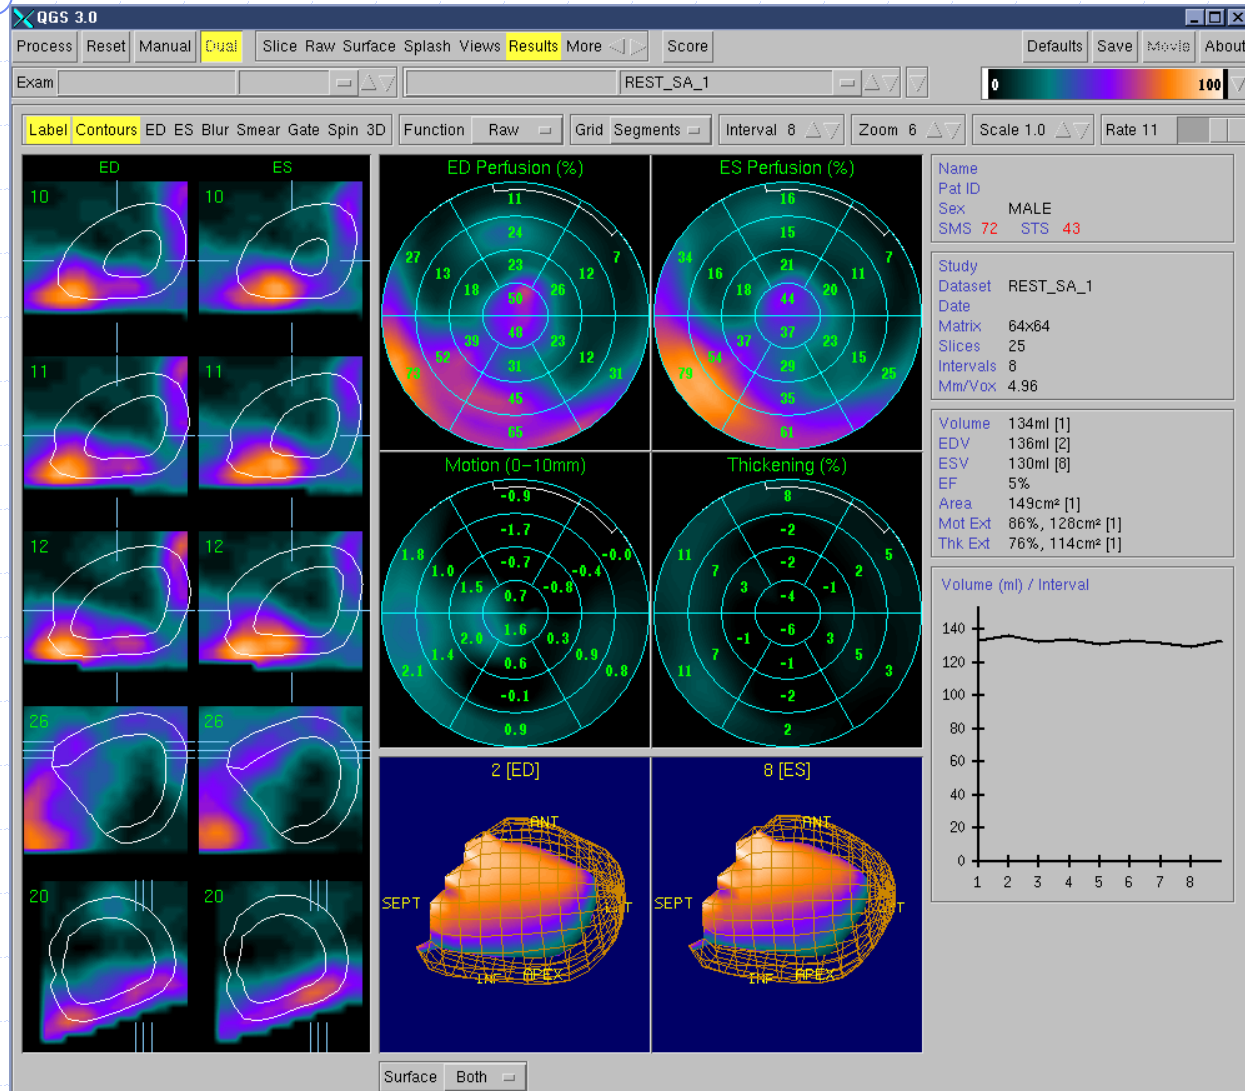 QGS 3.0
Process Reset Manual Dual Slice Raw Surface Splash Views Results More Score Defaults Save Movie About
Exam REST_SA_1 0 100
Label Contours ED ES Blur Smear Gate Spin 3D Function Raw Grid Segments Interval 8 Zoom 6 Scale 1.0 Rate 11
ED ES
10 10
11 11
12 12
26 26
20 20
ED Perfusion (%)
11
24
27 7
13 23 12
18 50 26
48
39 23
52 31 12
73 45 31
65
ES Perfusion (%)
16
15
34 7
16 21 11
18 44 20
37
37 23
54 29 15
79 35 25
61
Motion (0-10mm)
-0.9
-1.7
1.8 -0.0
1.0 -0.7 -0.4
1.5 0.7 -0.8
1.6
2.0 0.3
1.4 0.6 0.9
2.1 -0.1 0.8
0.9
Thickening (%)
8
-2
11 5
7 -2 2
3 -4 -1
-6
-1 3
7 -1 5
11 -2 3
2
2 [ED]
ANT
SEPT
INF APEX
8 [ES]
ANT
SEPT
INF APEX
Surface Both
Name
Pat ID
Sex MALE
SMS 72 STS 43
Study
Dataset REST_SA_1
Date
Matrix 64x64
Slices 25
Intervals 8
Mm/Vox 4.96
Volume 134ml [1]
EDV 136ml [2]
ESV 130ml [8]
EF 5%
Area 149cm² [1]
Mot Ext 86%, 128cm² [1]
Thk Ext 76%, 114cm² [1]
Volume (ml) / Interval
140
120
100
80
60
40
20
0
1 2 3 4 5 6 7 8